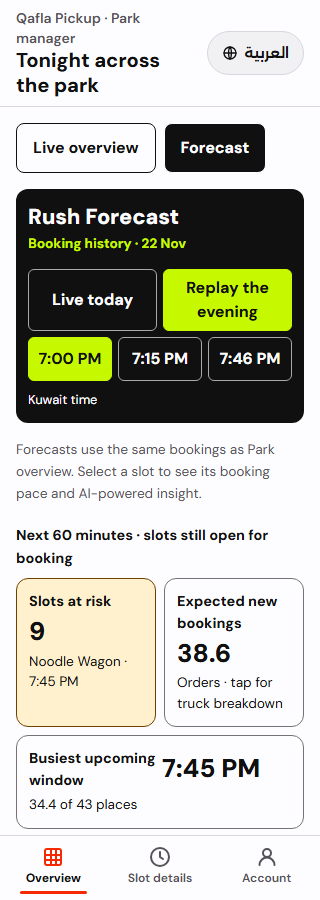 Qafla Pickup · Park
manager
Tonight across
the park
العربية
Live overview
Forecast
Rush Forecast
Booking history · 22 Nov
Live today
Replay the
evening
7:00 PM
7:15 PM
7:46 PM
Kuwait time
Forecasts use the same bookings as Park
overview. Select a slot to see its booking
pace and AI-powered insight.
Next 60 minutes · slots still open for
booking
Slots at risk
9
Noodle Wagon ·
7:45 PM
Expected new
bookings
38.6
Orders · tap for
truck breakdown
Busiest upcoming
window
7:45 PM
34.4 of 43 places
Overview
Slot details
Account